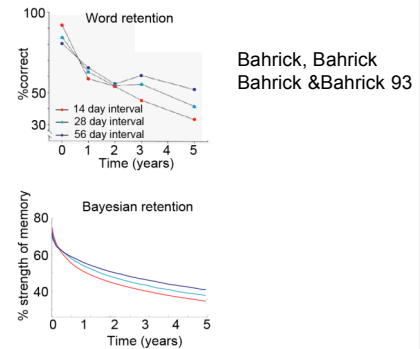 Word retention
%correct
100
50
30
14 day interval
28 day interval
56 day interval
0 1 2 3 4 5
Time (years)
Bahrick, Bahrick
Bahrick &Bahrick 93
Bayesian retention
% strength of memory
80
60
40
0 1 2 3 4 5
Time (years)